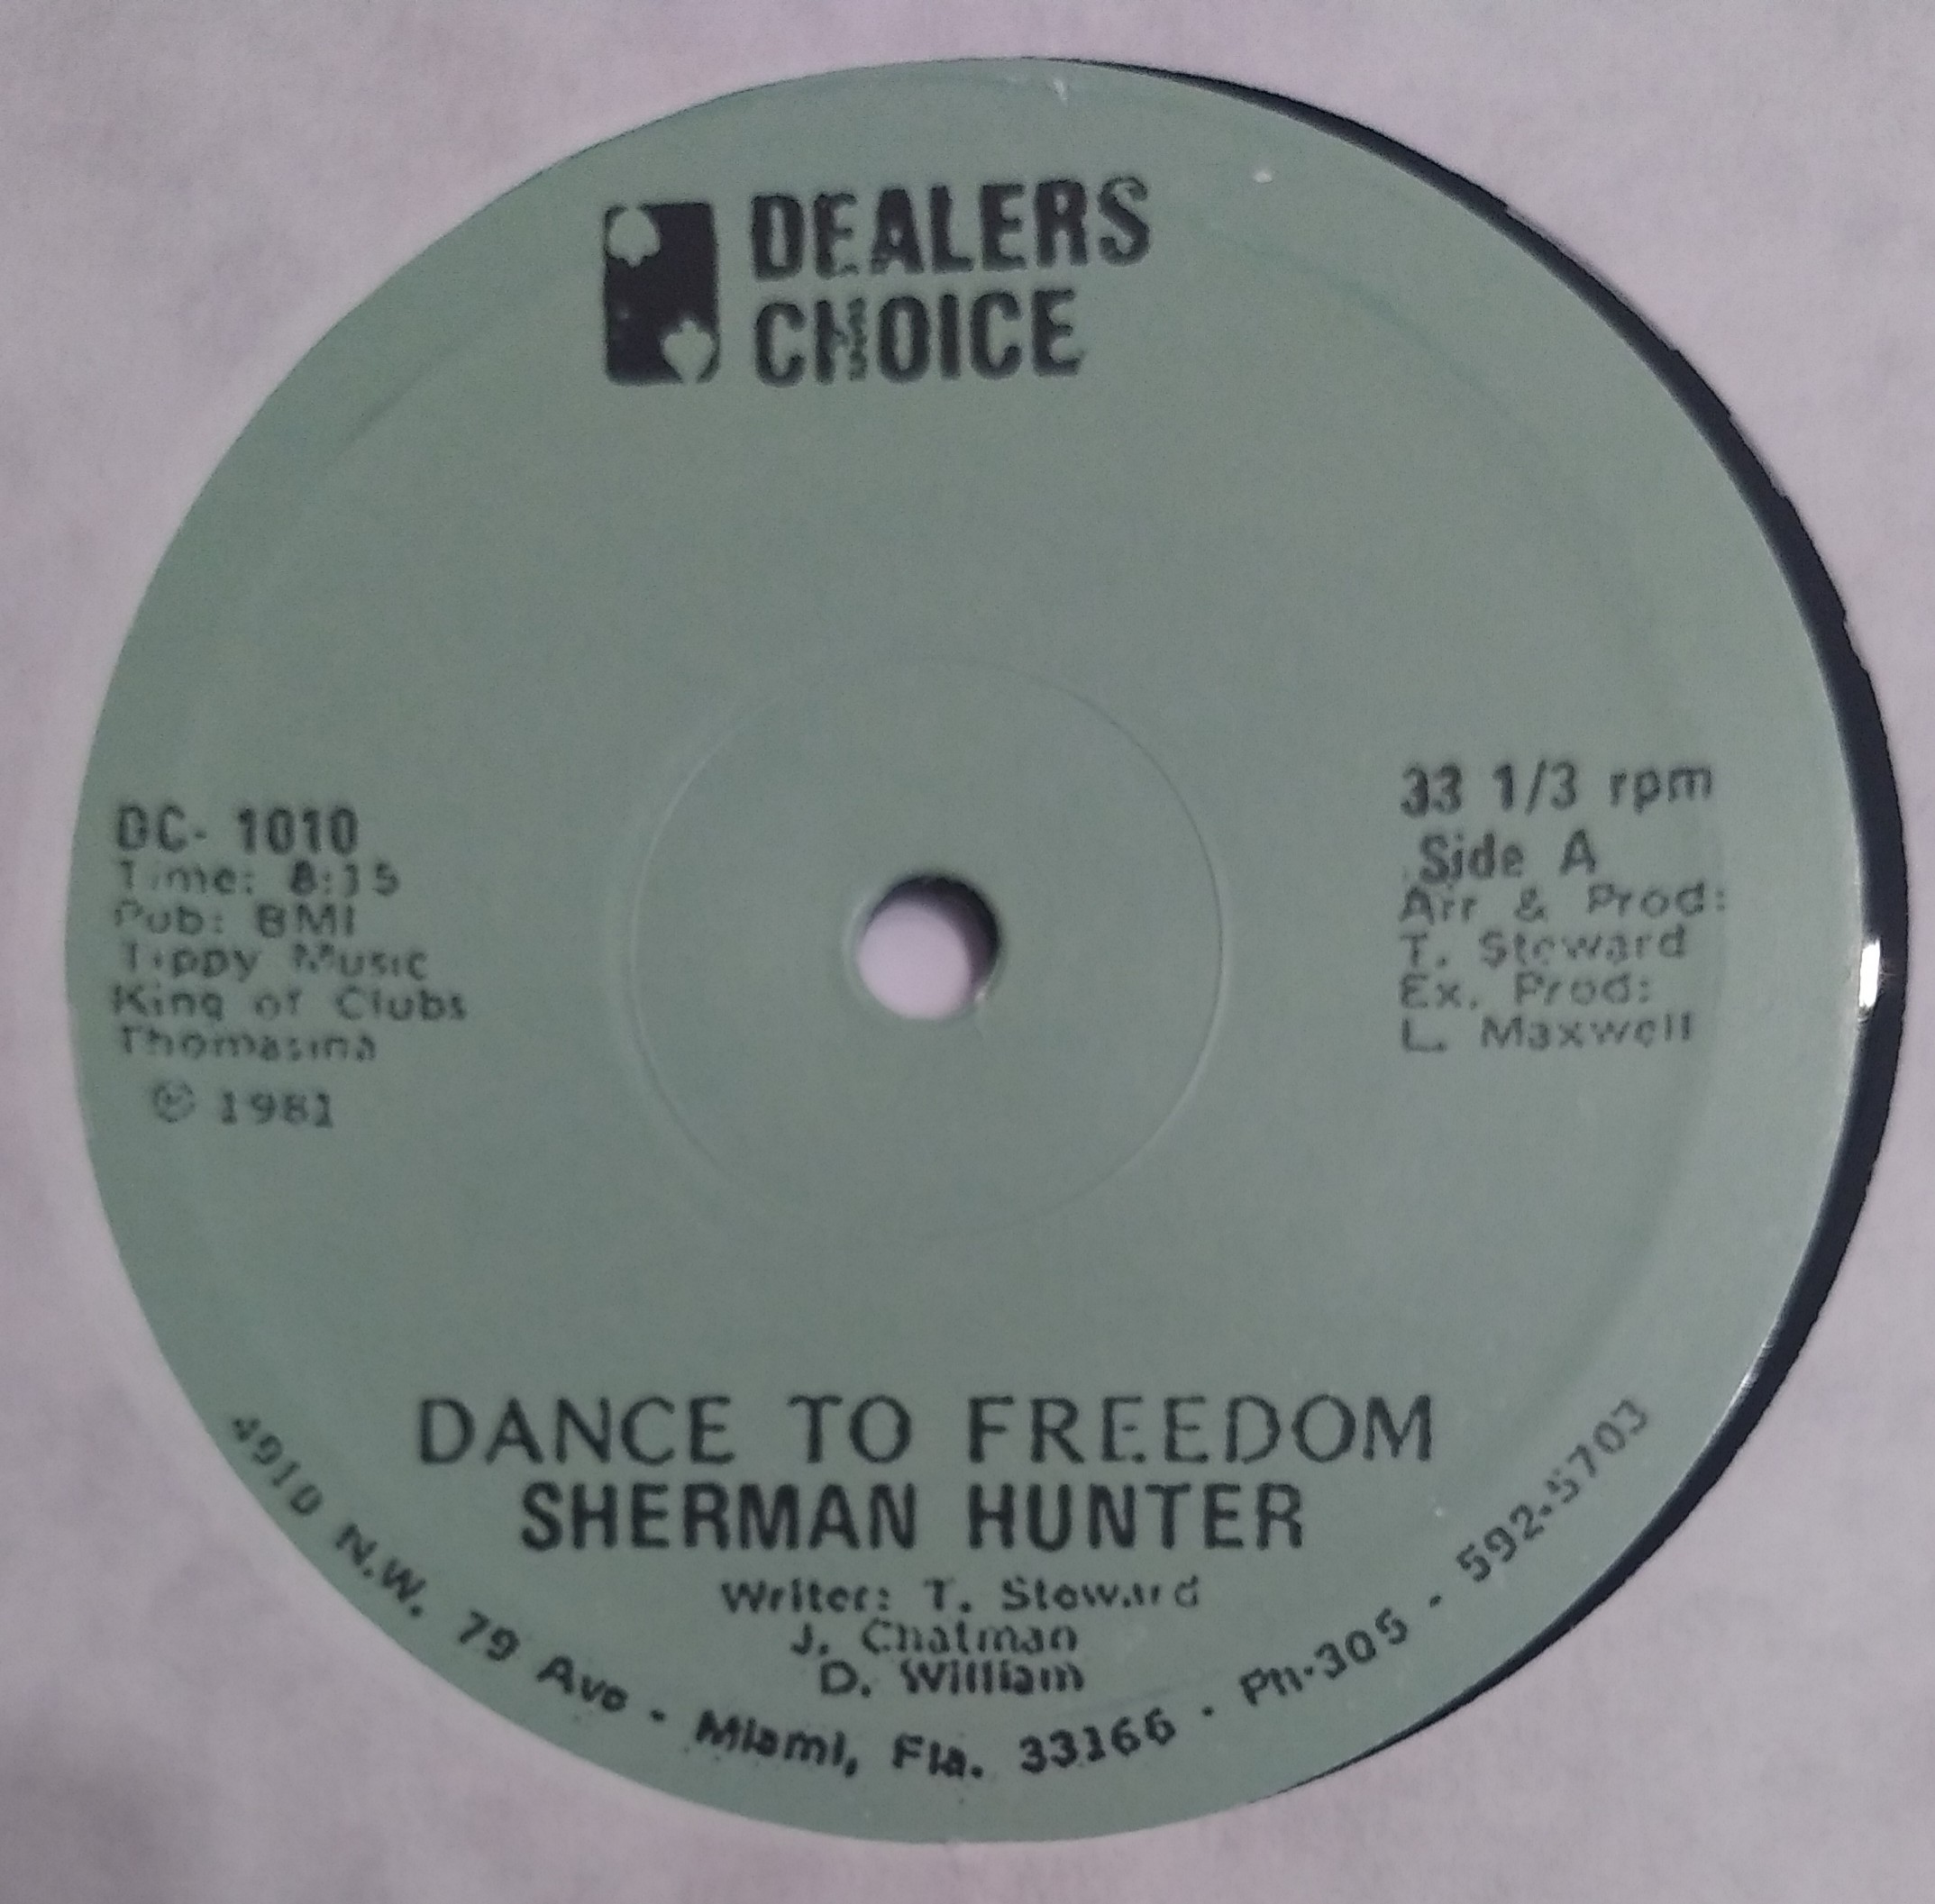 DEALERS
CHOICE
DC- 1010
Time: 8:15
Pub: BMI
Tippy Music
King of Clubs
Thomasina
℗ 1981
33 1/3 rpm
Side A
Arr & Prod:
T. Steward
Ex. Prod:
L. Maxwell
DANCE TO FREEDOM
SHERMAN HUNTER
Writer: T. Steward
J. Chatman
D. William
4910 N.W. 79 Ave - Miami, Fla. 33166 - Ph-305 - 592-5703